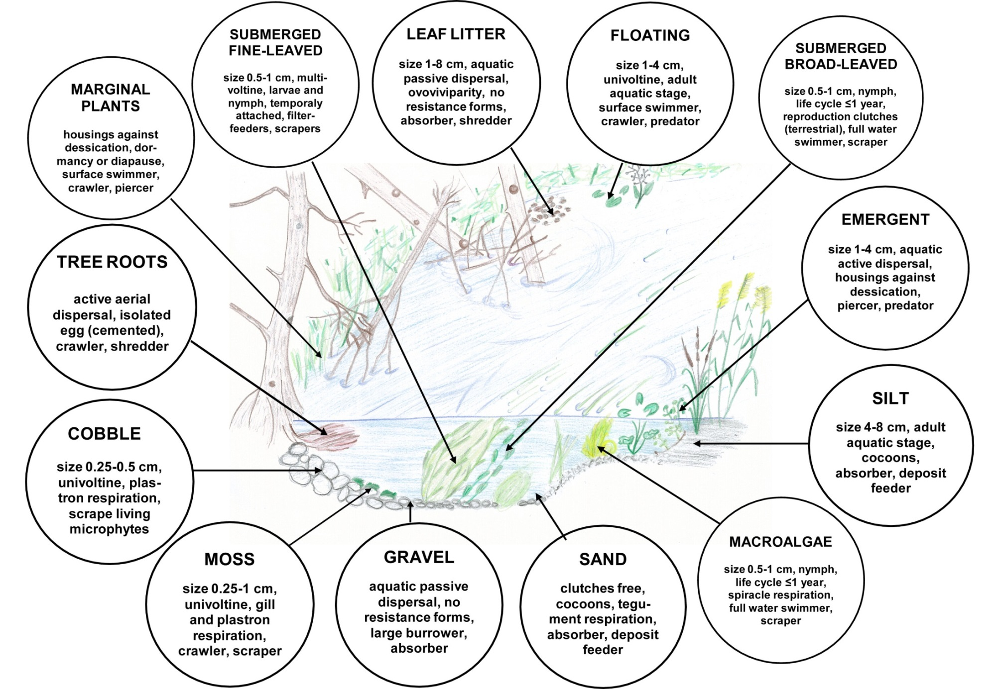 SUBMERGED
FINE-LEAVED
size 0.5-1 cm, multi-
voltine, larvae and
nymph, temporaly
attached, filter-
feeders, scrapers
LEAF LITTER
size 1-8 cm, aquatic
passive dispersal,
ovoviviparity, no
resistance forms,
absorber, shredder
FLOATING
size 1-4 cm,
univoltine, adult
aquatic stage,
surface swimmer,
crawler, predator
SUBMERGED
BROAD-LEAVED
size 0.5-1 cm, nymph,
life cycle ≤1 year,
reproduction clutches
(terrestrial), full water
swimmer, scraper
MARGINAL
PLANTS
housings against
dessication, dor-
mancy or diapause,
surface swimmer,
crawler, piercer
EMERGENT
size 1-4 cm, aquatic
active dispersal,
housings against
dessication,
piercer, predator
TREE ROOTS
active aerial
dispersal, isolated
egg (cemented),
crawler, shredder
SILT
size 4-8 cm, adult
aquatic stage,
cocoons,
absorber, deposit
feeder
COBBLE
size 0.25-0.5 cm,
univoltine, plas-
tron respiration,
scrape living
microphytes
MOSS
size 0.25-1 cm,
univoltine, gill
and plastron
respiration,
crawler, scraper
GRAVEL
aquatic passive
dispersal, no
resistance forms,
large burrower,
absorber
SAND
clutches free,
cocoons, tegu-
ment respiration,
absorber, deposit
feeder
MACROALGAE
size 0.5-1 cm, nymph,
life cycle ≤1 year,
spiracle respiration,
full water swimmer,
scraper